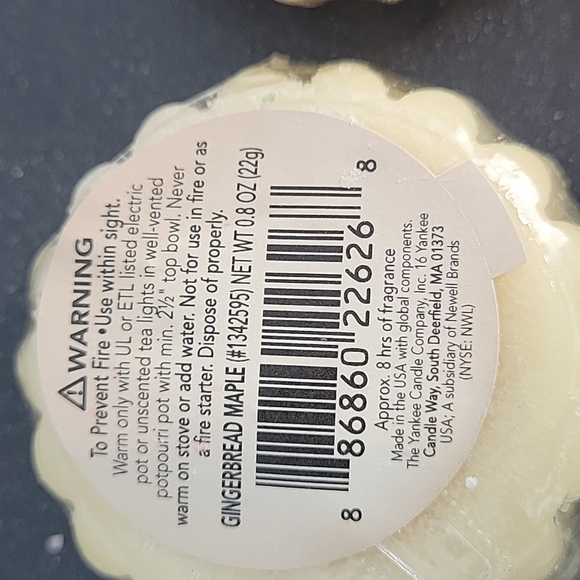 ⚠WARNING
To Prevent Fire • Use within sight.
Warm only with UL or ETL listed electric
pot or unscented tea lights in well-vented
potpourri pot with min. 2½" top bowl. Never
warm on stove or add water. Not for use in fire or as
a fire starter. Dispose of properly.
GINGERBREAD MAPLE (#1342595) NET WT 0.8 OZ (22g)
8 86860 22626 8
Approx. 8 hrs of fragrance
Made in the USA with global components.
The Yankee Candle Company, Inc. 16 Yankee
Candle Way, South Deerfield, MA 01373
USA; A subsidiary of Newell Brands
(NYSE: NWL)